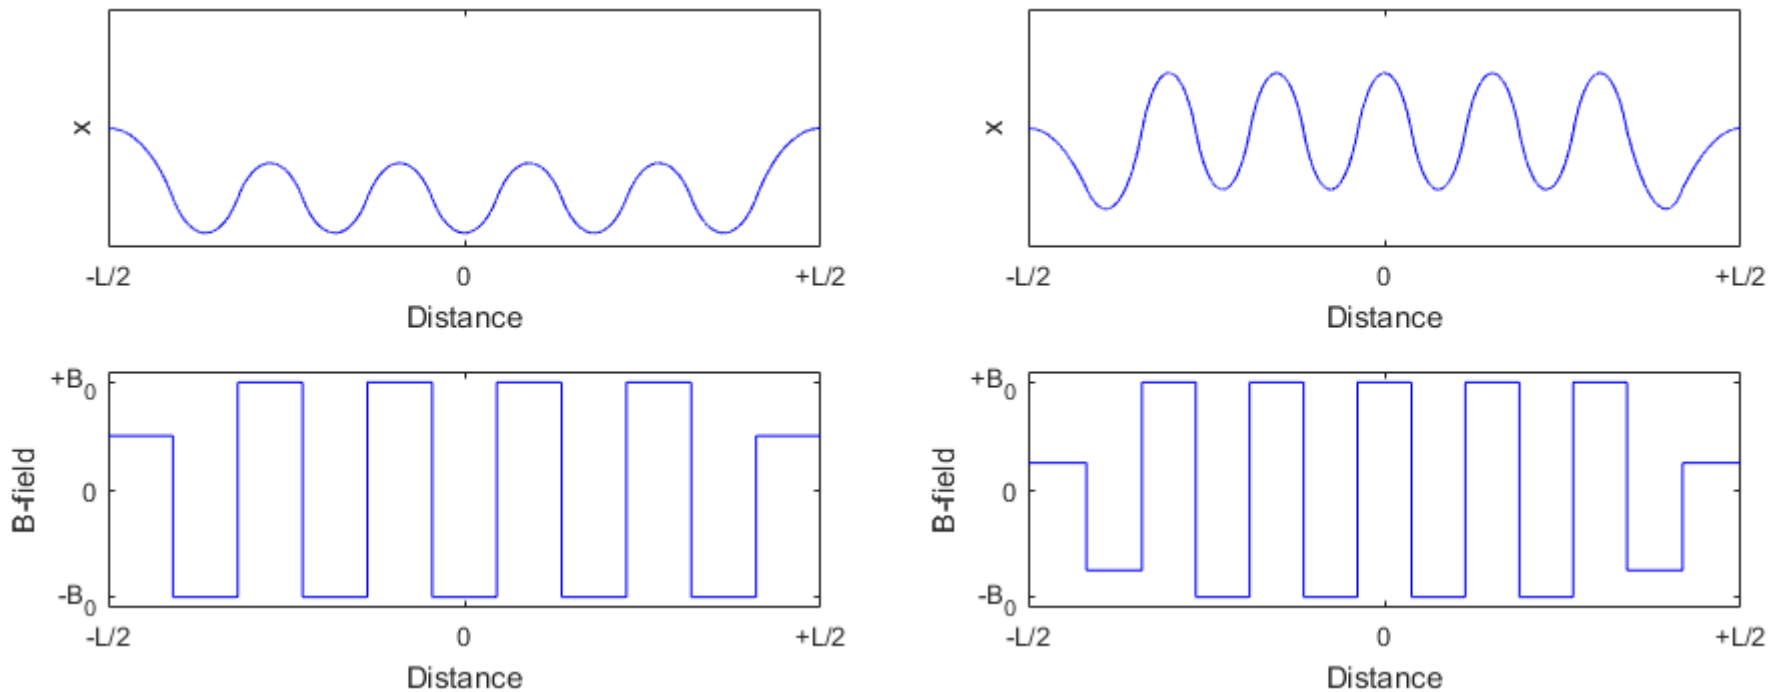 x
-L/2 0 +L/2
Distance
x
-L/2 0 +L/2
Distance
+B0
0
-B0
B-field
-L/2 0 +L/2
Distance
+B0
0
-B0
B-field
-L/2 0 +L/2
Distance